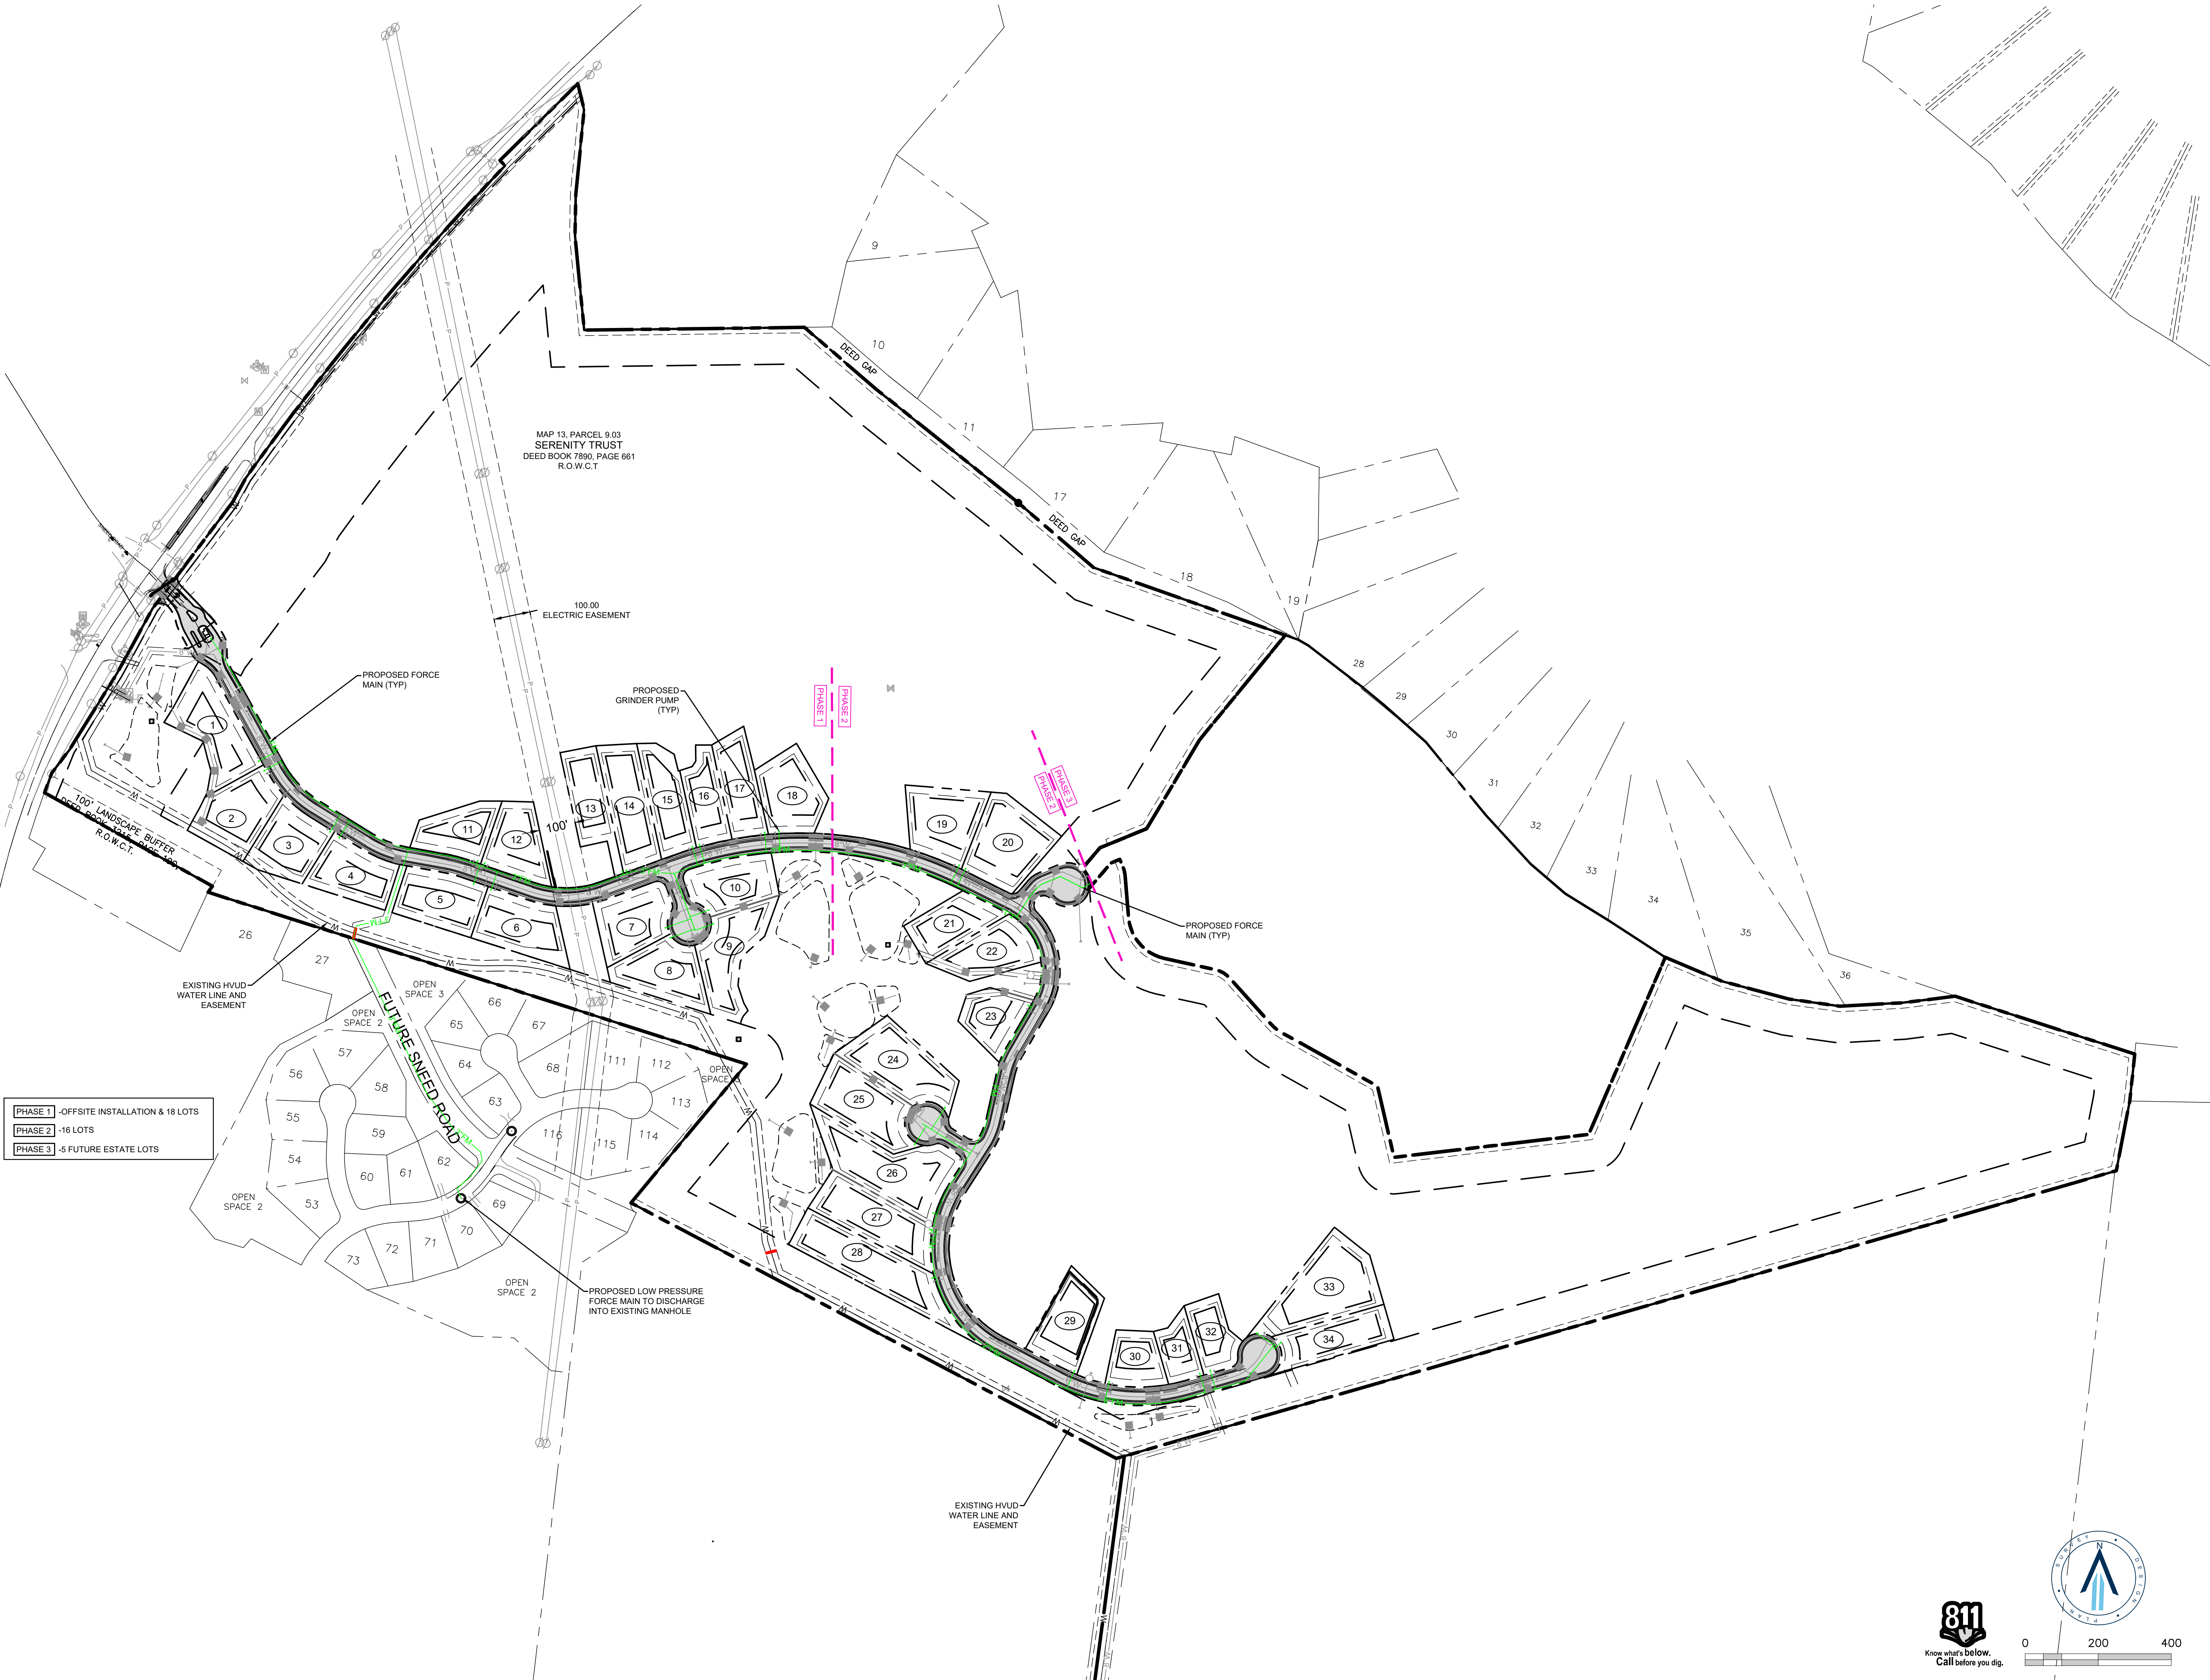 9
10
DEED GAP
11
17
DEED GAP
18
19
28
29
30
31
32
33
34
35
36
MAP 13, PARCEL 9.03
SERENITY TRUST
DEED BOOK 7890, PAGE 661
R.O.W.C.T
100.00
ELECTRIC EASEMENT
PROPOSED FORCE
MAIN (TYP)
PROPOSED
GRINDER PUMP
(TYP)
PHASE 1
PHASE 2
PHASE 3
PHASE 2
1
2
3
4
5
6
7
8
9
10
11
12
100'
13
14
15
16
17
18
19
20
21
22
23
24
25
26
27
28
29
30
31
32
33
34
100' LANDSCAPE BUFFER
DEED BOOK PAGE
R.O.W.C.T.
PROPOSED FORCE
MAIN (TYP)
26
27
EXISTING HVUD
WATER LINE AND
EASEMENT
OPEN
SPACE 3
OPEN
SPACE 2
FUTURE SNEED ROAD
66
65
67
64
68
63
57
56
58
55
59
54
60
61
62
53
69
70
71
72
73
111
112
113
114
115
116
OPEN
SPACE
OPEN
SPACE 2
OPEN
SPACE 2
PHASE 1 -OFFSITE INSTALLATION & 18 LOTS
PHASE 2 -16 LOTS
PHASE 3 -5 FUTURE ESTATE LOTS
PROPOSED LOW PRESSURE
FORCE MAIN TO DISCHARGE
INTO EXISTING MANHOLE
EXISTING HVUD
WATER LINE AND
EASEMENT
N
SURVEY
DESIGN
PLAN
811
Know what's below.
Call before you dig.
0 200 400